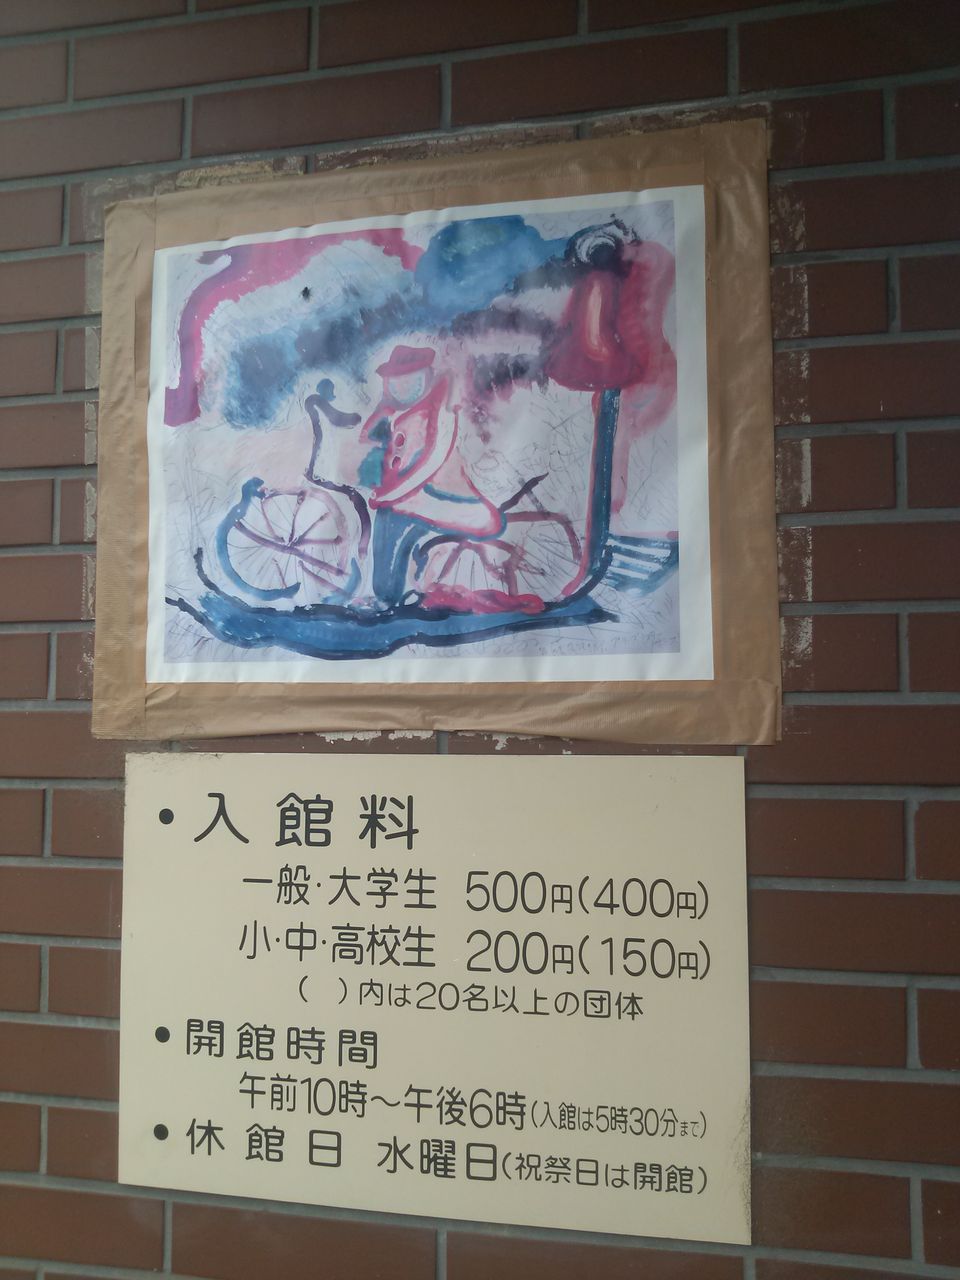 ・入館料
一般・大学生 500円(400円)
小・中・高校生 200円(150円)
( )内は20名以上の団体
・開館時間
午前10時～午後6時(入館は5時30分まで)
・休館日 水曜日(祝祭日は開館)